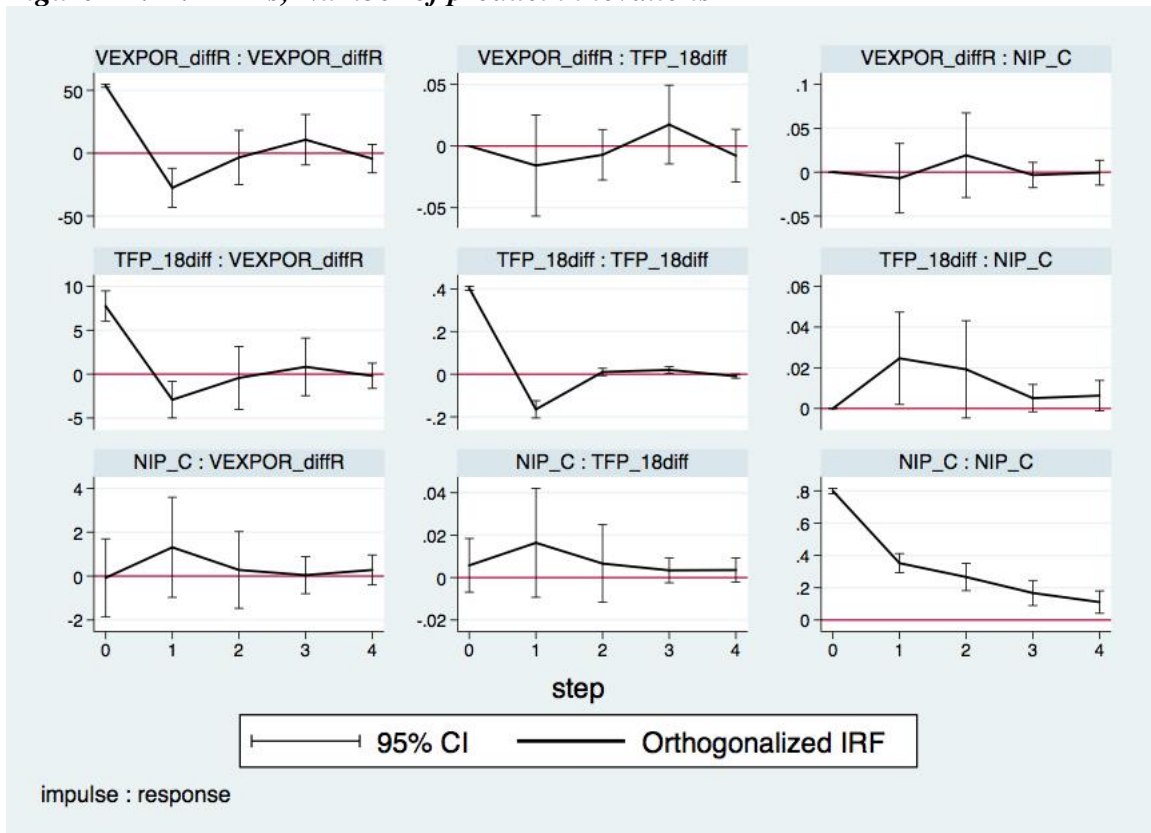 VEXPOR_diffR : VEXPOR_diffR VEXPOR_diffR : TFP_18diff VEXPOR_diffR : NIP_C
50 0 -50
.05 0 -.05
.1 .05 0 -.05
TFP_18diff : VEXPOR_diffR TFP_18diff : TFP_18diff TFP_18diff : NIP_C
10 5 0 -5
.4 .2 0 -.2
.06 .04 .02 0
NIP_C : VEXPOR_diffR NIP_C : TFP_18diff NIP_C : NIP_C
4 2 0 -2
.04 .02 0 -.02
.8 .6 .4 .2 0
0 1 2 3 4 0 1 2 3 4 0 1 2 3 4
step
95% CI Orthogonalized IRF
impulse : response